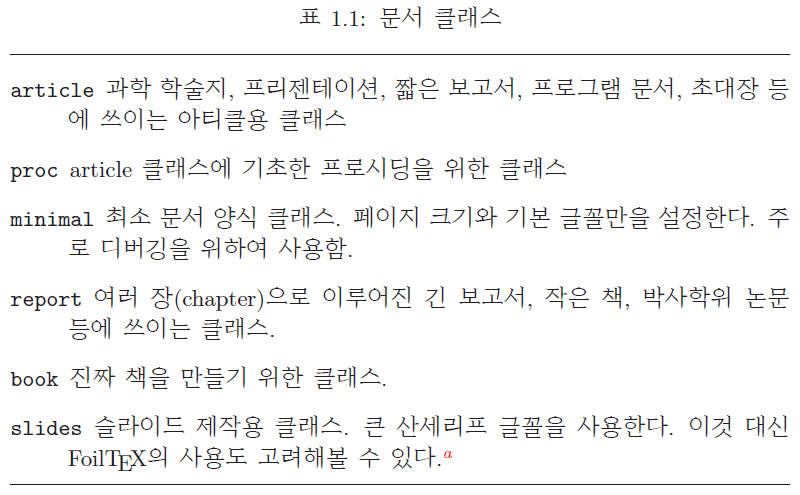 표 1.1: 문서 클래스
article 과학 학술지, 프리젠테이션, 짧은 보고서, 프로그램 문서, 초대장 등
에 쓰이는 아티클용 클래스
proc article 클래스에 기초한 프로시딩을 위한 클래스
minimal 최소 문서 양식 클래스. 페이지 크기와 기본 글꼴만을 설정한다. 주
로 디버깅을 위하여 사용함.
report 여러 장(chapter)으로 이루어진 긴 보고서, 작은 책, 박사학위 논문
등에 쓰이는 클래스.
book 진짜 책을 만들기 위한 클래스.
slides 슬라이드 제작용 클래스. 큰 산세리프 글꼴을 사용한다. 이것 대신
FoilTEX의 사용도 고려해볼 수 있다.a